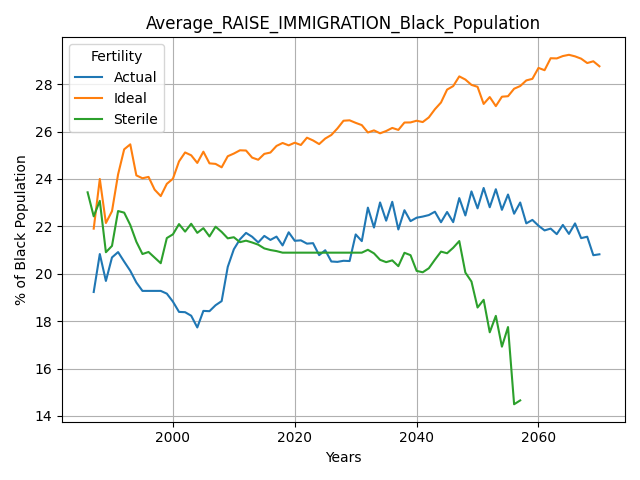 Average_RAISE_IMMIGRATION_Black_Population
Fertility
Actual
Ideal
Sterile
% of Black Population
28
26
24
22
20
18
16
14
2000
2020
2040
2060
Years